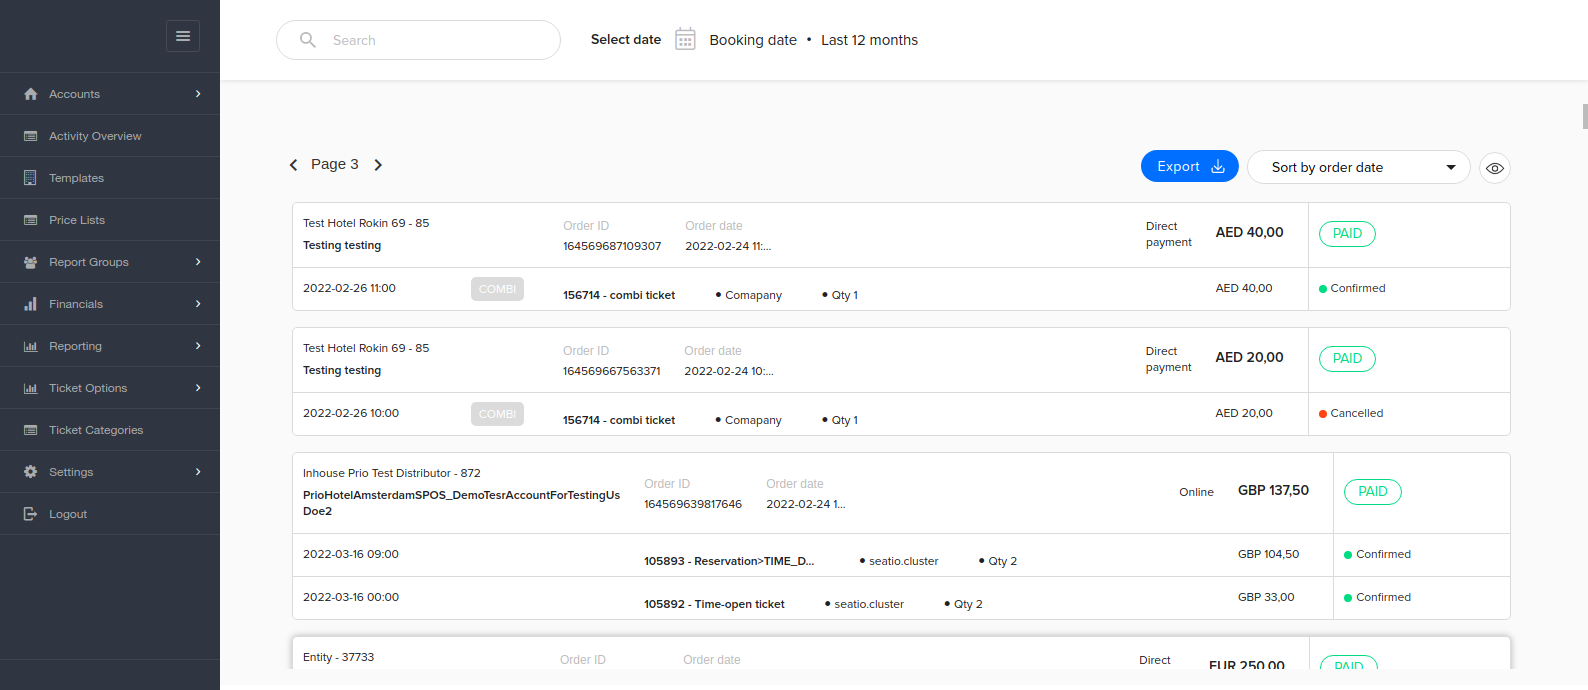 Search
Select date Booking date • Last 12 months
Accounts
Activity Overview
Templates
Price Lists
Report Groups
Financials
Reporting
Ticket Options
Ticket Categories
Settings
Logout
Page 3
Export
Sort by order date
Test Hotel Rokin 69 - 85 Order ID Order date Direct payment AED 40,00 PAID
Testing testing 164569687109307 2022-02-24 11:...
2022-02-26 11:00 COMBI 156714 - combi ticket • Comapany • Qty 1 AED 40,00 Confirmed
Test Hotel Rokin 69 - 85 Order ID Order date Direct payment AED 20,00 PAID
Testing testing 164569667563371 2022-02-24 10:...
2022-02-26 10:00 COMBI 156714 - combi ticket • Comapany • Qty 1 AED 20,00 Cancelled
Inhouse Prio Test Distributor - 872 Order ID Order date Online GBP 137,50 PAID
PrioHotelAmsterdamSPOS_DemoTesrAccountForTestingUs 164569639817646 2022-02-24 1...
Doe2
2022-03-16 09:00 105893 - Reservation>TIME_D... • seatio.cluster • Qty 2 GBP 104,50 Confirmed
2022-03-16 00:00 105892 - Time-open ticket • seatio.cluster • Qty 2 GBP 33,00 Confirmed
Entity - 37733 Order ID Order date Direct EUR 250,00 PAID